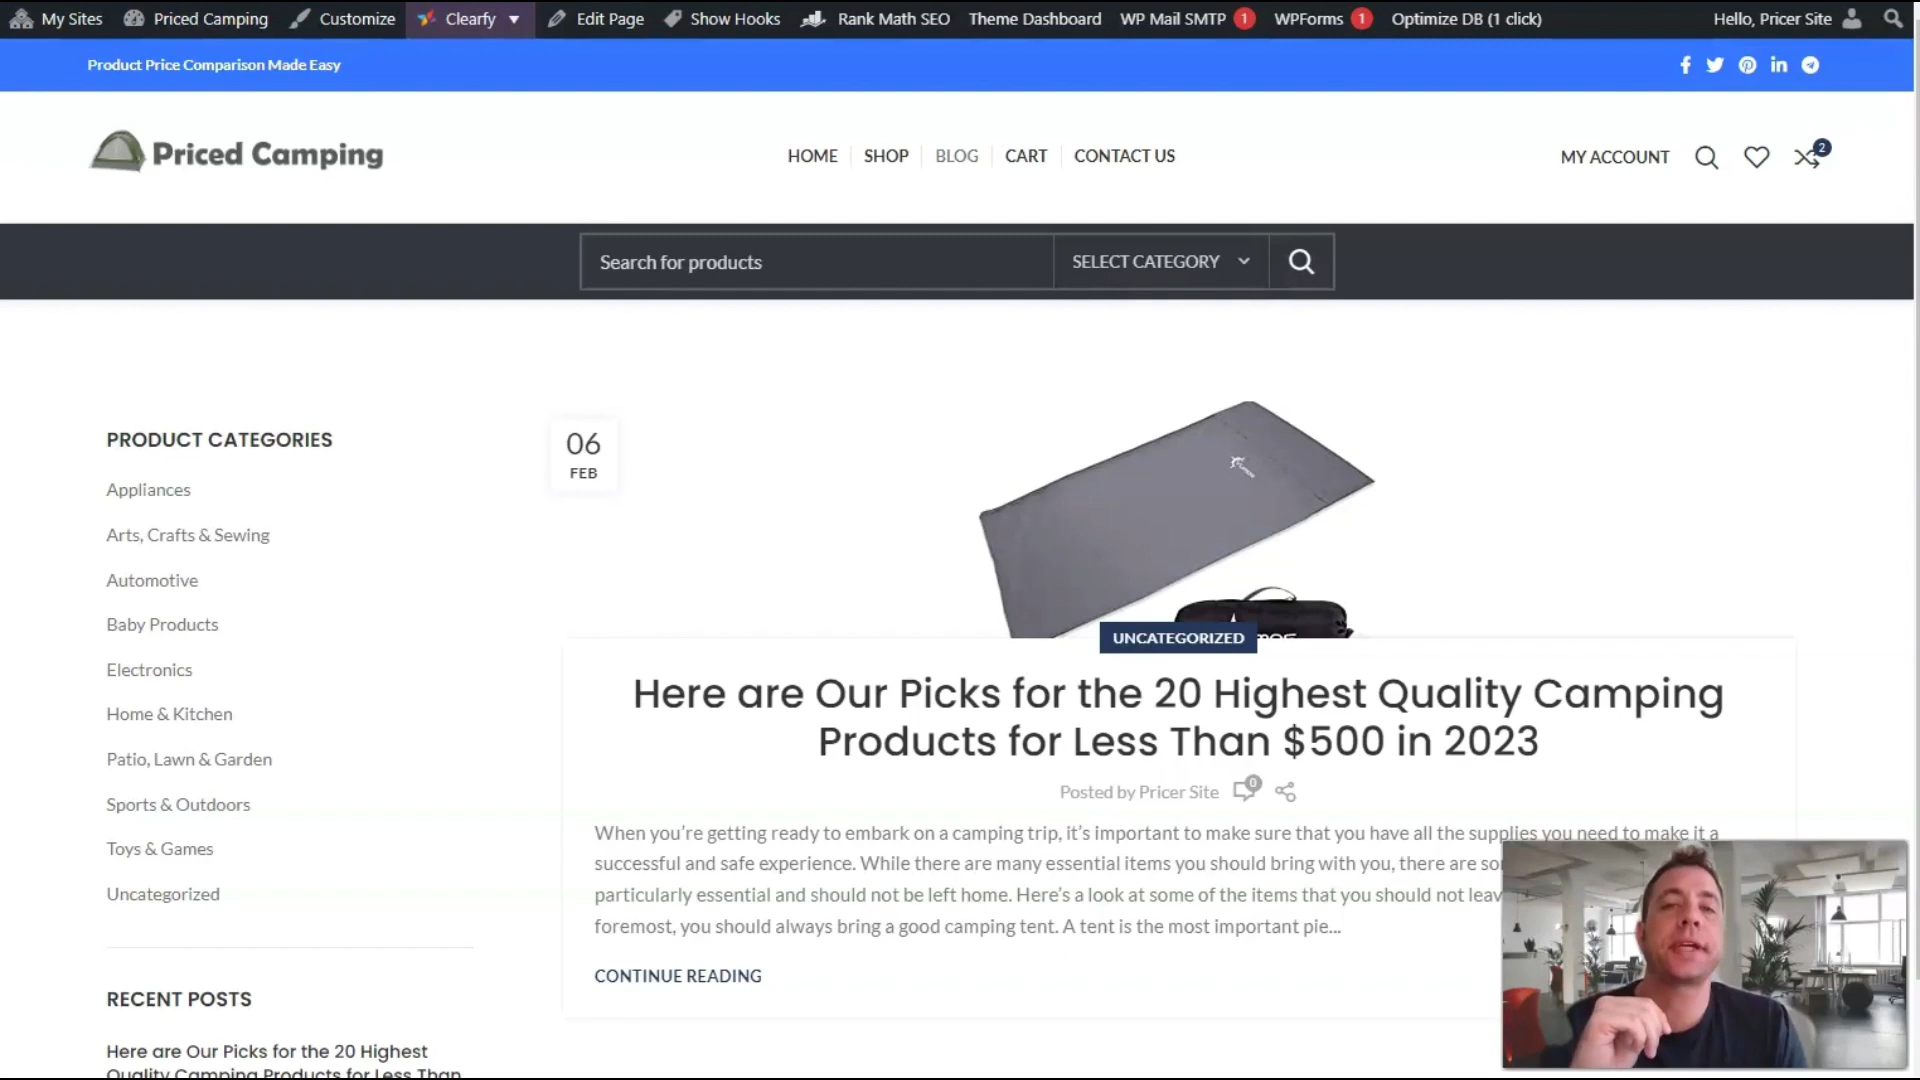 My Sites Priced Camping Customize Clearfy ▼ Edit Page Show Hooks Rank Math SEO Theme Dashboard WP Mail SMTP 1 WPForms 1 Optimize DB (1 click) Hello, Pricer Site
Product Price Comparison Made Easy
Priced Camping
HOME SHOP BLOG CART CONTACT US
MY ACCOUNT 2
Search for products SELECT CATEGORY
PRODUCT CATEGORIES
Appliances
Arts, Crafts & Sewing
Automotive
Baby Products
Electronics
Home & Kitchen
Patio, Lawn & Garden
Sports & Outdoors
Toys & Games
Uncategorized
RECENT POSTS
Here are Our Picks for the 20 Highest
Quality Camping Products for Less Than
06
FEB
UNCATEGORIZED
Here are Our Picks for the 20 Highest Quality Camping
Products for Less Than $500 in 2023
Posted by Pricer Site 0
When you're getting ready to embark on a camping trip, it's important to make sure that you have all the supplies you need to make it a
successful and safe experience. While there are many essential items you should bring with you, there are
particularly essential and should not be left home. Here's a look at some of the items that you should not
foremost, you should always bring a good camping tent. A tent is the most important pie...
CONTINUE READING